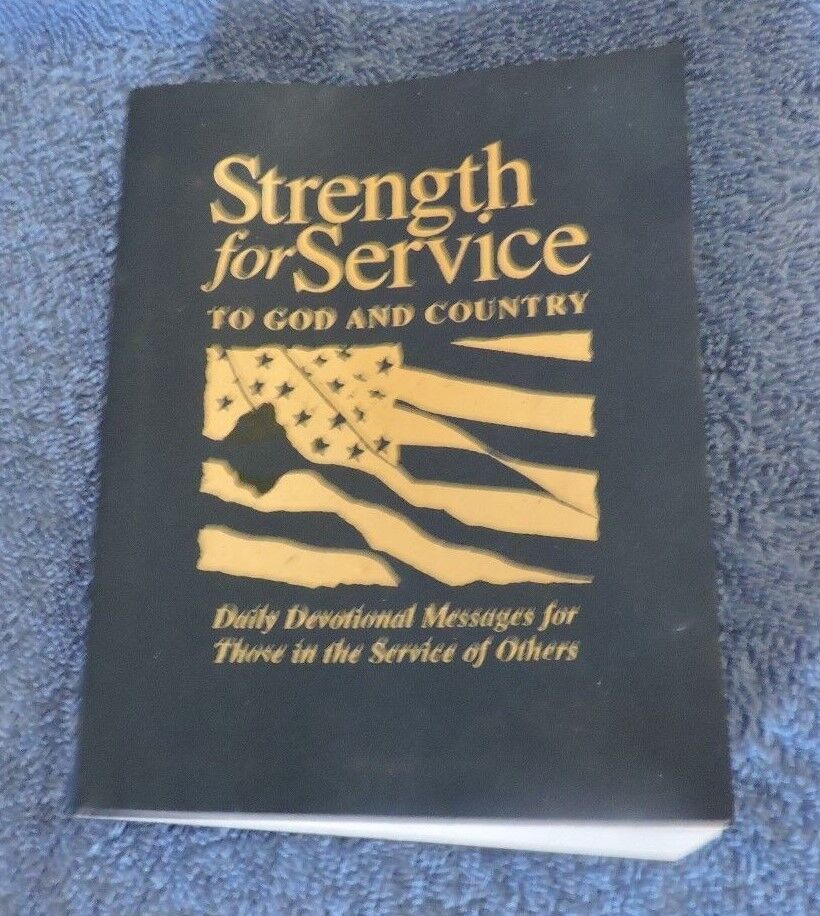 Strength
for Service
TO GOD AND COUNTRY
Daily Devotional Messages for
Those in the Service of Others